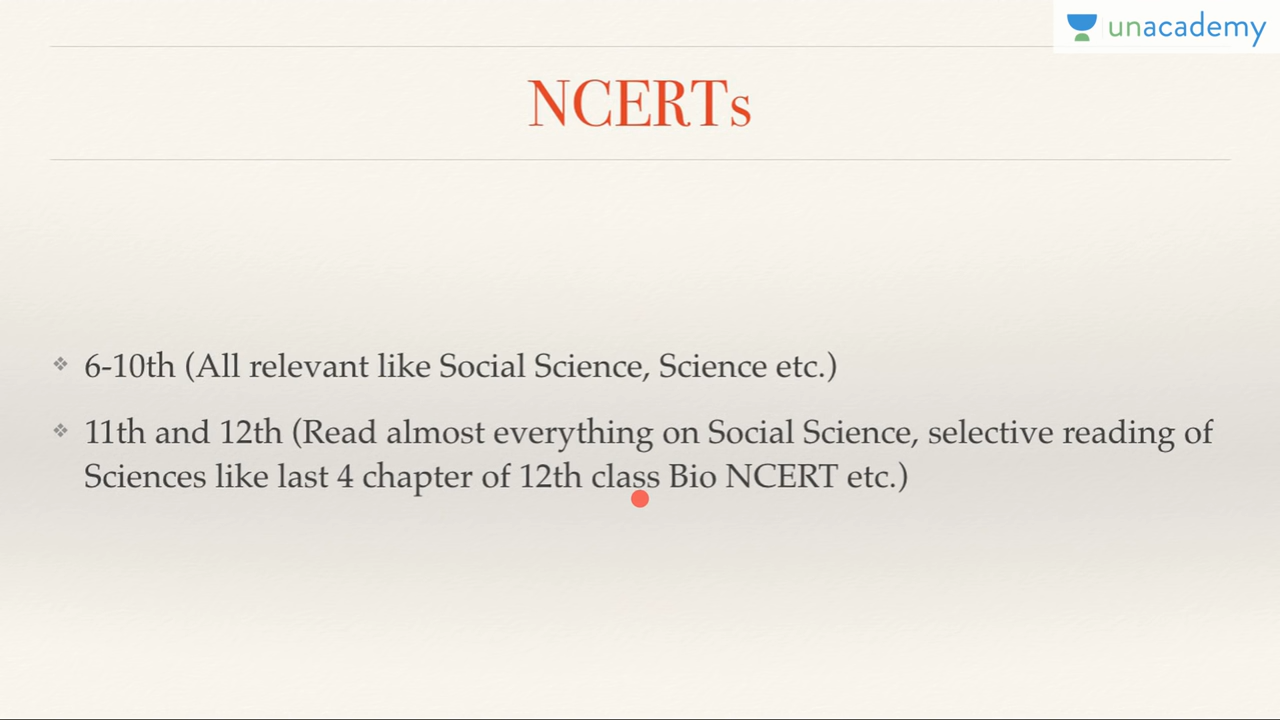 unacademy
NCERTs
❖ 6-10th (All relevant like Social Science, Science etc.)
❖ 11th and 12th (Read almost everything on Social Science, selective reading of
Sciences like last 4 chapter of 12th class Bio NCERT etc.)